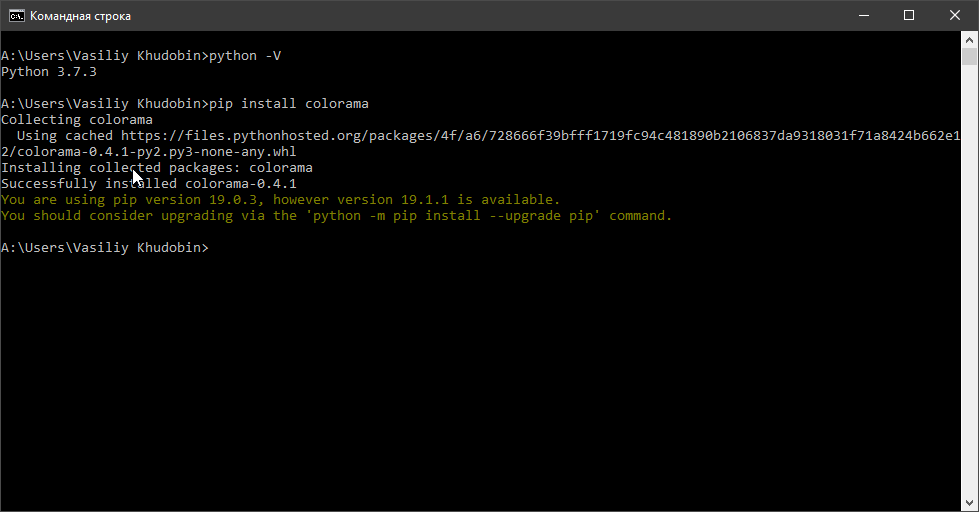 Командная строка
A:\Users\Vasiliy Khudobin>python -V
Python 3.7.3
A:\Users\Vasiliy Khudobin>pip install colorama
Collecting colorama
  Using cached https://files.pythonhosted.org/packages/4f/a6/728666f39bfff1719fc94c481890b2106837da9318031f71a8424b662e1
2/colorama-0.4.1-py2.py3-none-any.whl
Installing collected packages: colorama
Successfully installed colorama-0.4.1
You are using pip version 19.0.3, however version 19.1.1 is available.
You should consider upgrading via the 'python -m pip install --upgrade pip' command.
A:\Users\Vasiliy Khudobin>